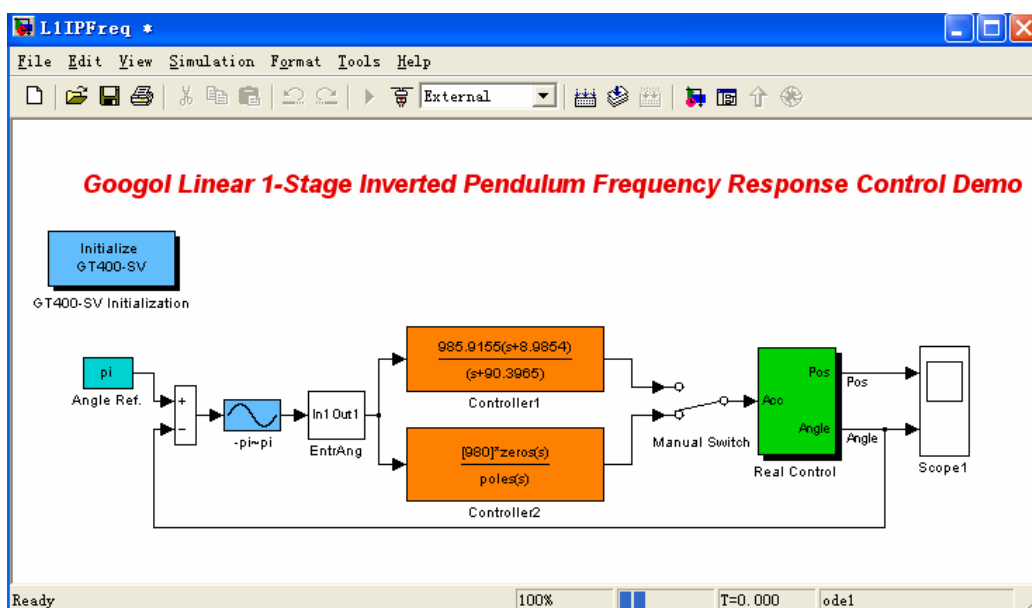 L1IPFreq *
File Edit View Simulation Format Tools Help
External
Googol Linear 1-Stage Inverted Pendulum Frequency Response Control Demo
Initialize
GT400-SV
GT400-SV Initialization
pi
Angle Ref.
+
−
-pi~pi
In1 Out1
EntrAng
985.9155(s+8.9854)
(s+90.3965)
Controller1
[980]*zeros(s)
poles(s)
Controller2
Manual Switch
Pos
Acc
Angle
Real Control
Pos
Angle
Scope1
Ready 100% T=0.000 ode1